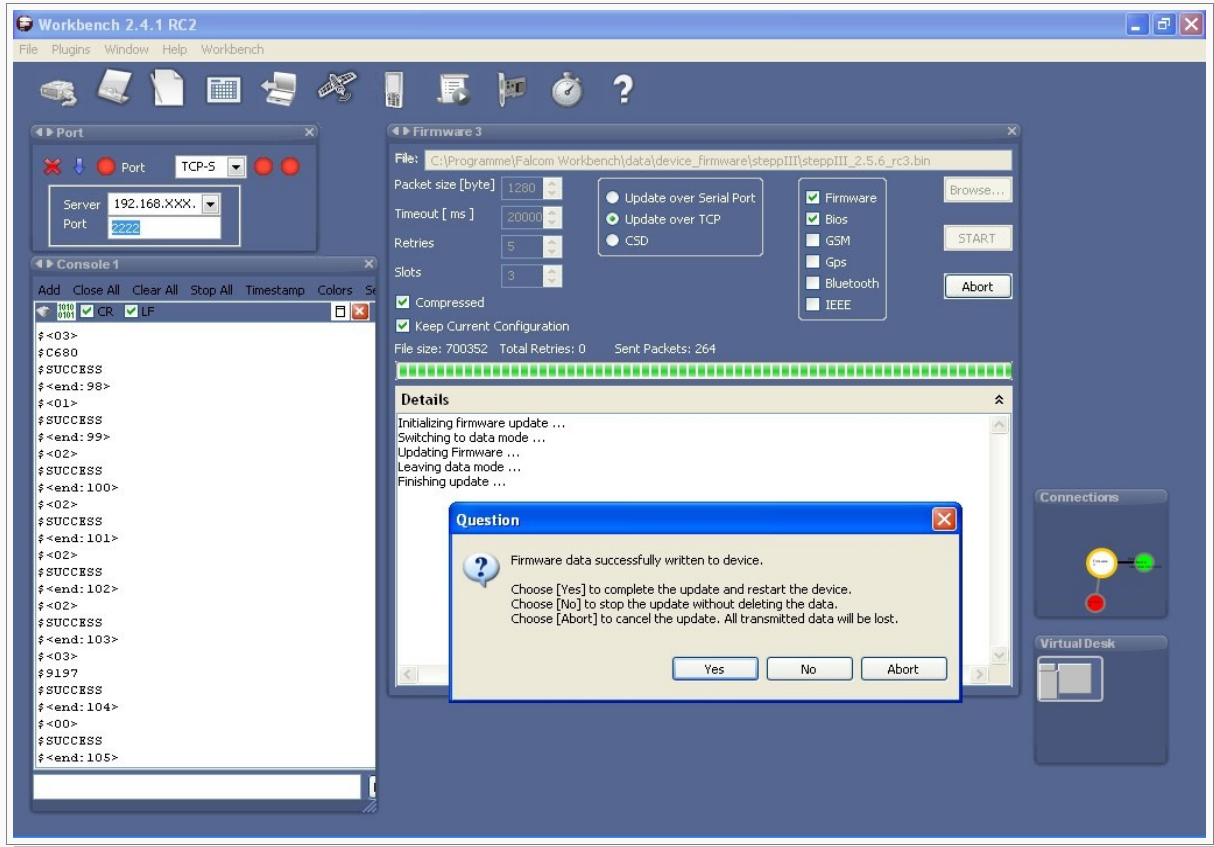 Workbench 2.4.1 RC2
File Plugins Window Help Workbench
Port
Port TCP-S
Server 192.168.XXX.
Port 2222
Console 1
Add Close All Clear All Stop All Timestamp Colors Se
1010
0101 CR LF
$<03>
$C680
$SUCCESS
$<end:98>
$<01>
$SUCCESS
$<end:99>
$<02>
$SUCCESS
$<end:100>
$<02>
$SUCCESS
$<end:101>
$<02>
$SUCCESS
$<end:102>
$<02>
$SUCCESS
$<end:103>
$<03>
$9197
$SUCCESS
$<end:104>
$<00>
$SUCCESS
$<end:105>
Firmware 3
File: C:\Programme\Falcom Workbench\data\device_firmware\steppIII\steppIII_2.5.6_rc3.bin
Packet size [byte] 1280
Timeout [ ms ] 20000
Retries 5
Slots 3
Compressed
Keep Current Configuration
Update over Serial Port
Update over TCP
CSD
Firmware
Bios
GSM
Gps
Bluetooth
IEEE
Browse...
START
Abort
File size: 700352 Total Retries: 0 Sent Packets: 264
Details
Initializing firmware update ...
Switching to data mode ...
Updating Firmware ...
Leaving data mode ...
Finishing update ...
Question
Firmware data successfully written to device.
Choose [Yes] to complete the update and restart the device.
Choose [No] to stop the update without deleting the data.
Choose [Abort] to cancel the update. All transmitted data will be lost.
Yes No Abort
Connections
Virtual Desk